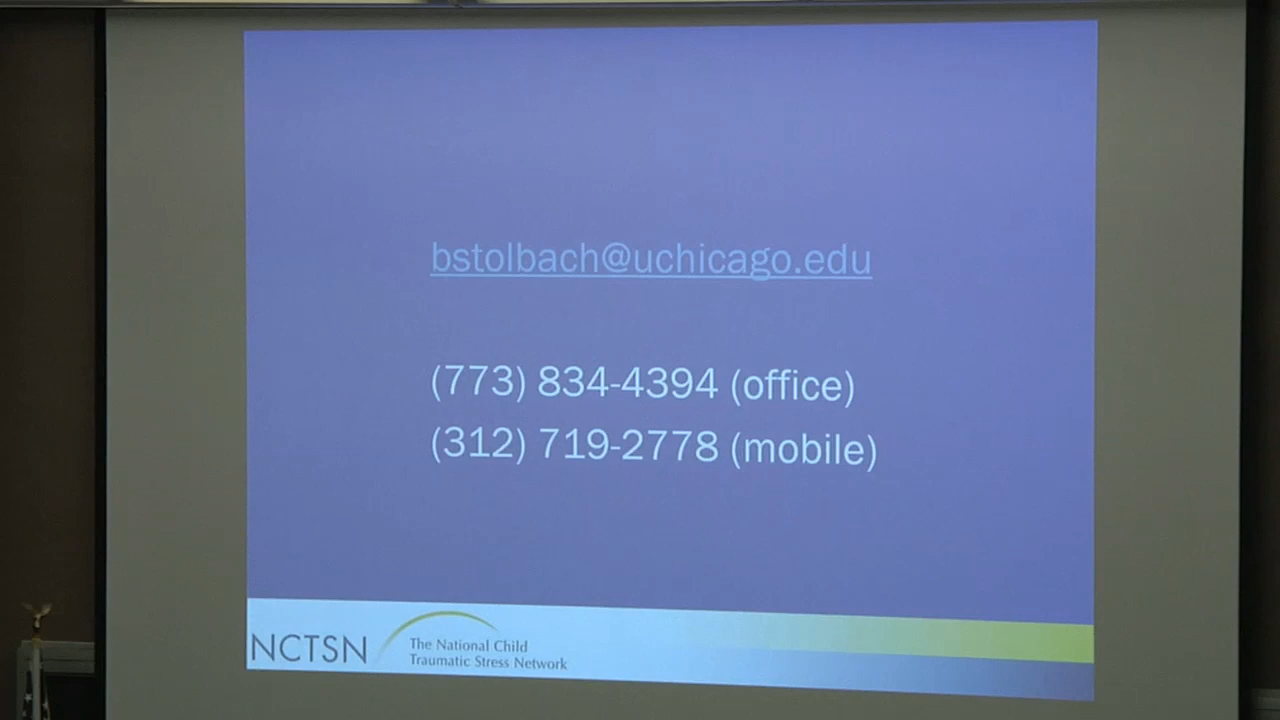 bstolbach@uchicago.edu
(773) 834-4394 (office)
(312) 719-2778 (mobile)
NCTSN
The National Child
Traumatic Stress Network